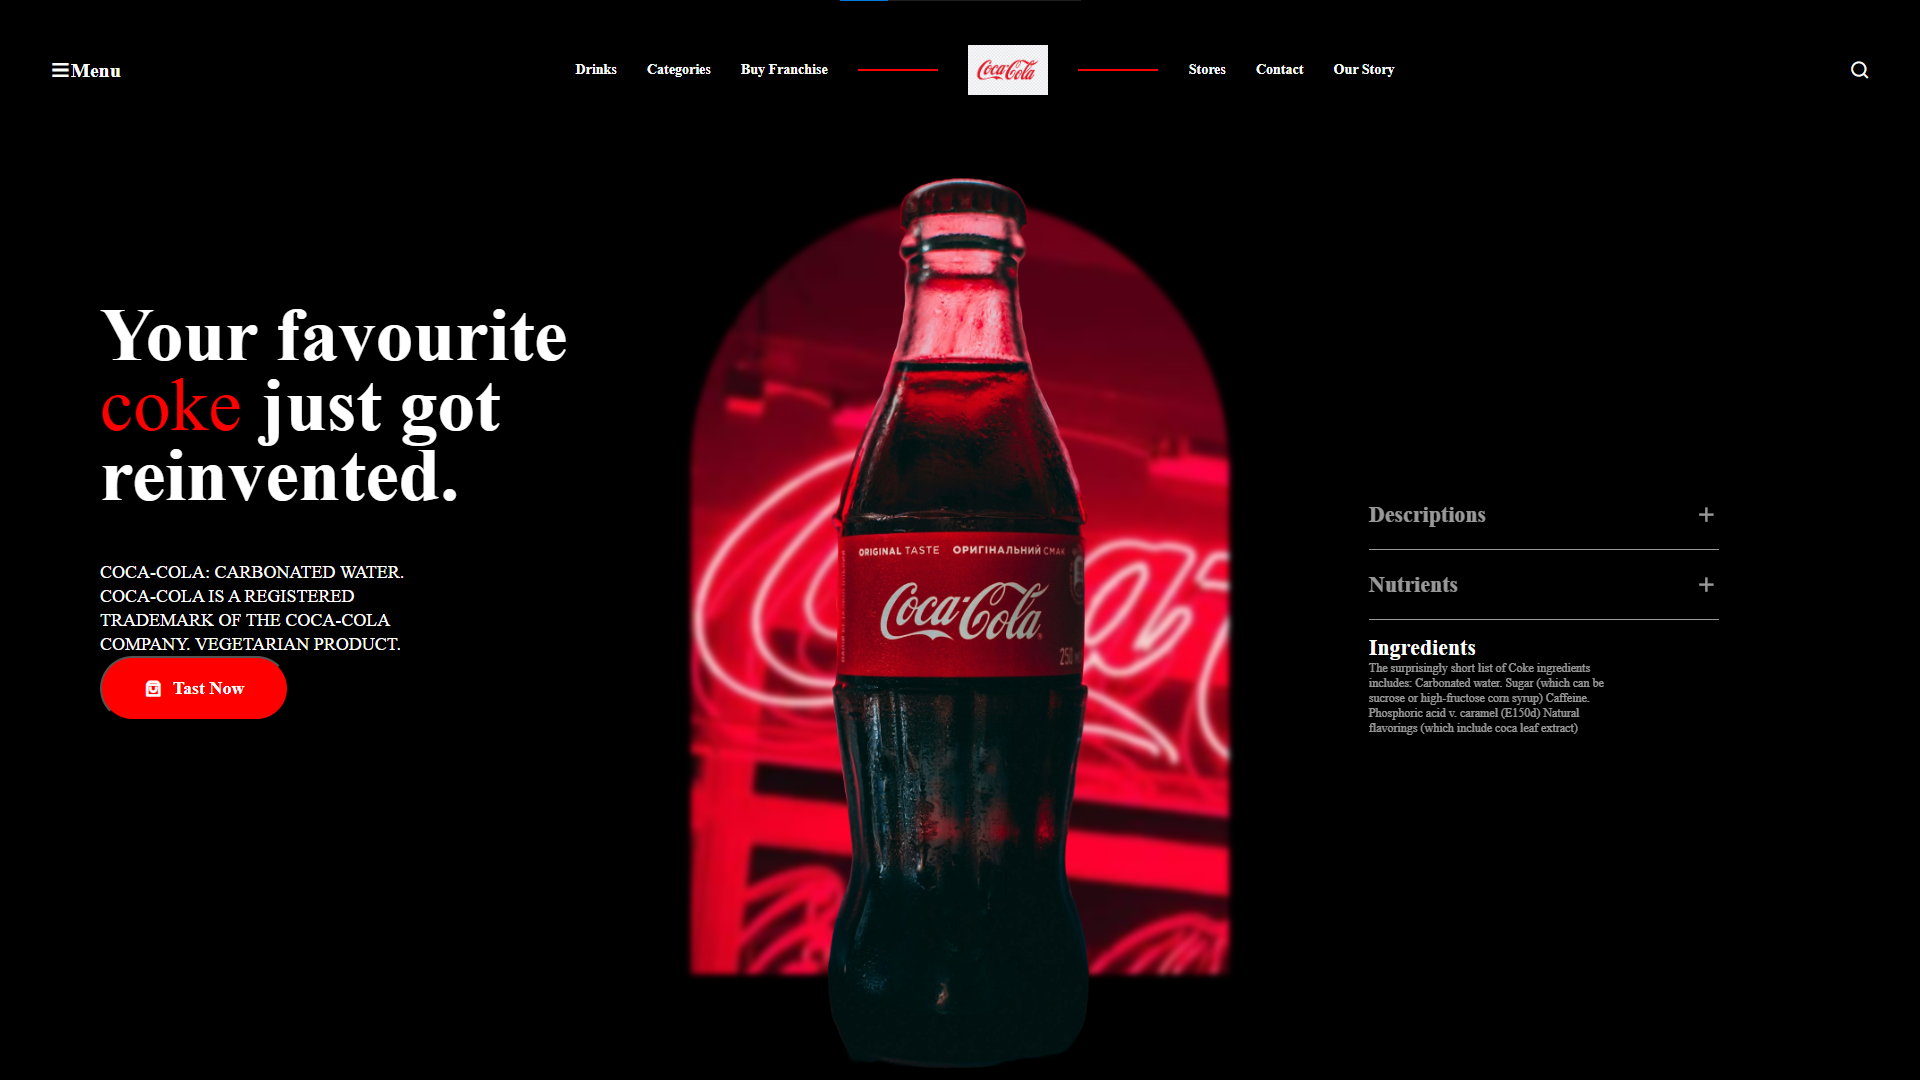 Menu
Drinks
Categories
Buy Franchise
Coca-Cola
Stores
Contact
Our Story
Your favourite
coke just got
reinvented.
COCA-COLA: CARBONATED WATER.
COCA-COLA IS A REGISTERED
TRADEMARK OF THE COCA-COLA
COMPANY. VEGETARIAN PRODUCT.
Tast Now
ORIGINAL TASTE ОРИГІНАЛЬНИЙ СМАК
Coca-Cola®
250
Descriptions
Nutrients
Ingredients
The surprisingly short list of Coke ingredients
includes: Carbonated water. Sugar (which can be
sucrose or high-fructose corn syrup) Caffeine.
Phosphoric acid v. caramel (E150d) Natural
flavorings (which include coca leaf extract)